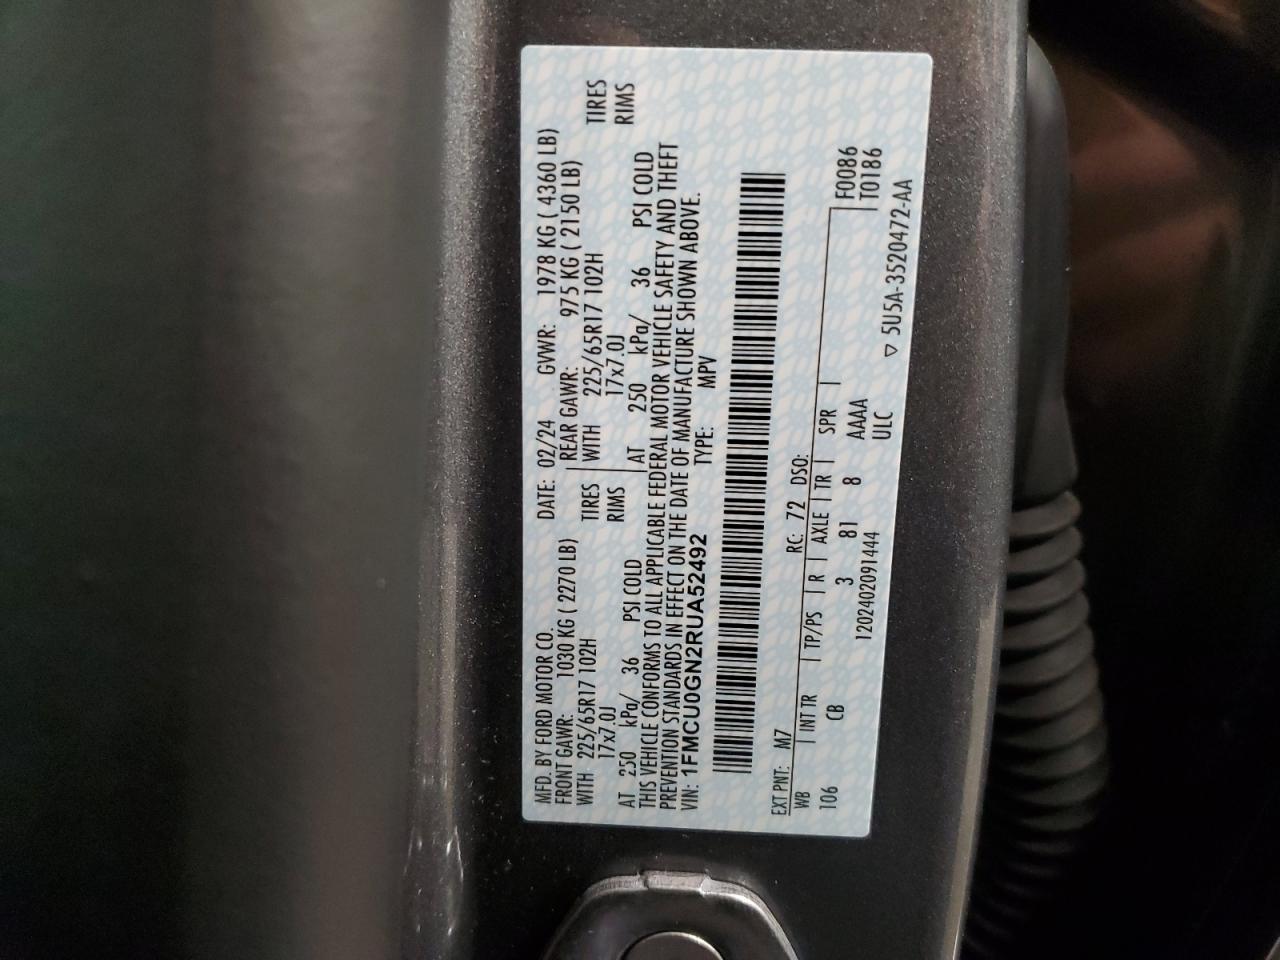 MFD. BY FORD MOTOR CO.
DATE: 02/24 GVWR: 1978 KG ( 4360 LB)
FRONT GAWR: 1030 KG ( 2270 LB) REAR GAWR: 975 KG ( 2150 LB)
WITH 225/65R17 102H TIRES WITH 225/65R17 102H TIRES
17x7.0J RIMS 17x7.0J RIMS
AT 250 kPa/ 36 PSI COLD AT 250 kPa/ 36 PSI COLD
THIS VEHICLE CONFORMS TO ALL APPLICABLE FEDERAL MOTOR VEHICLE SAFETY AND THEFT
PREVENTION STANDARDS IN EFFECT ON THE DATE OF MANUFACTURE SHOWN ABOVE.
VIN: 1FMCU0GN2RUA52492 TYPE: MPV
EXT PNT: M7 RC: 72 DSO:
WB INT TR TP/PS R AXLE TR SPR F0086
106 CB 3 81 8 AAAA T0186
120240209144​4 ULC
▽ 5U5A-3520472-AA